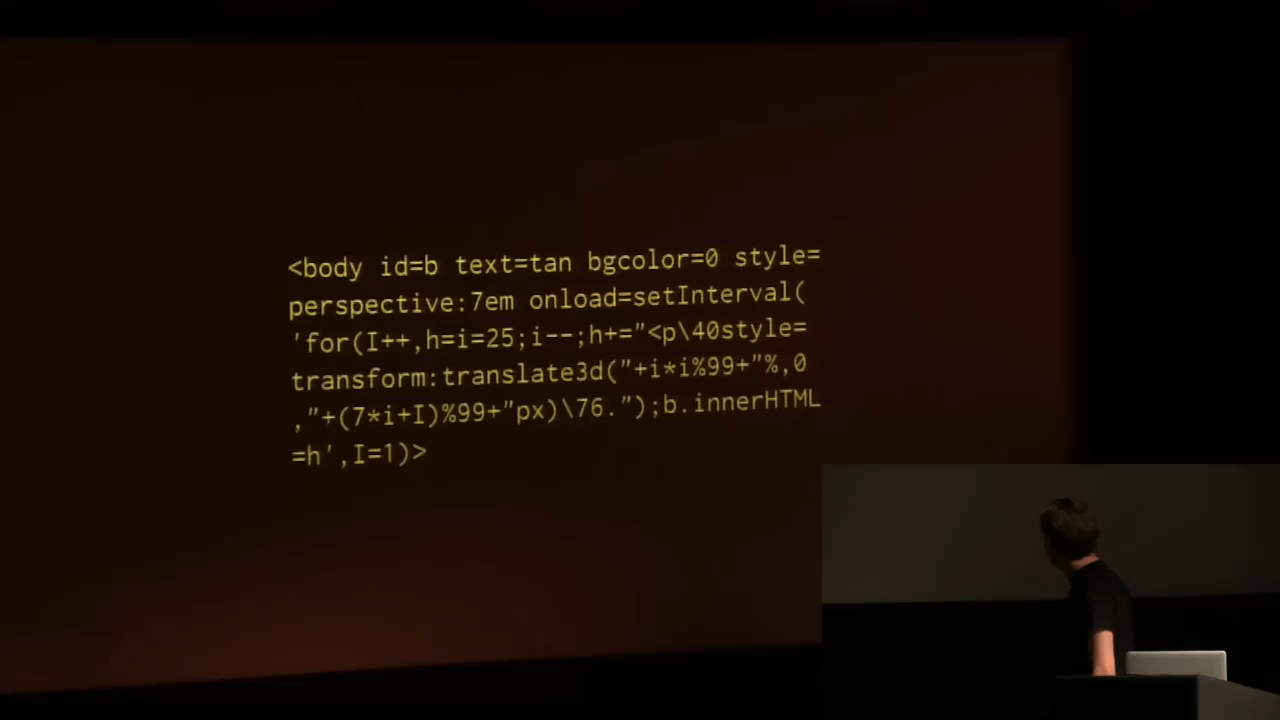 <body id=b text=tan bgcolor=0 style=
perspective:7em onload=setInterval(
'for(I++,h=i=25;i--;h+="<p\40style=
transform:translate3d("+i*i%99+"%,0
,"+(7*i+I)%99+"px)\76.");b.innerHTML
=h',I=1)>